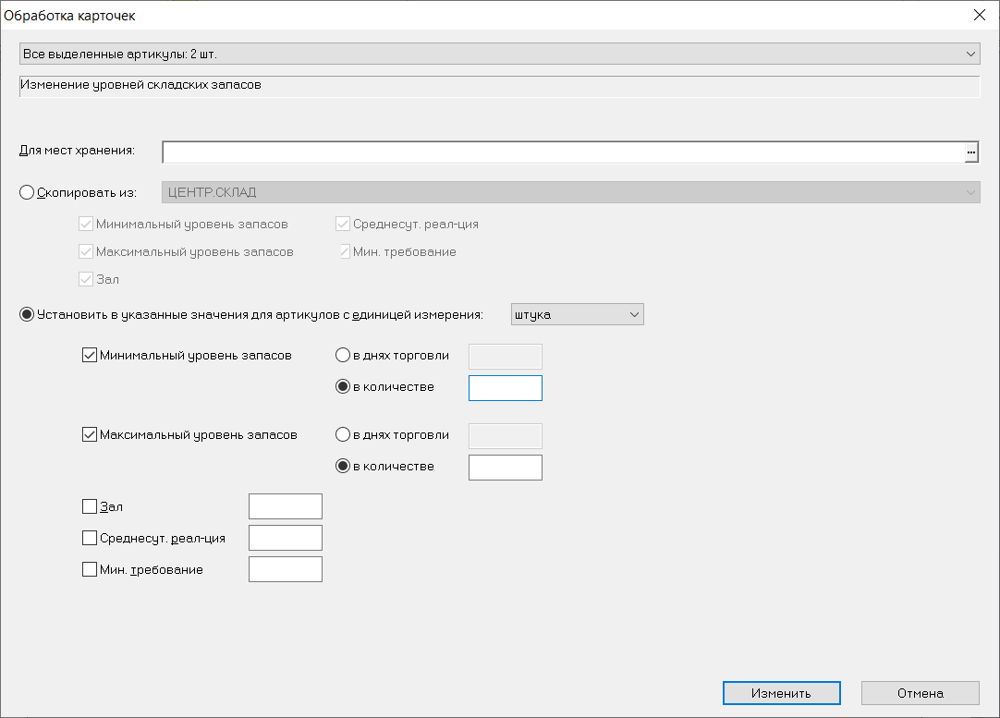 Обработка карточек
Все выделенные артикулы: 2 шт.
Изменение уровней складских запасов
Для мест хранения:
...
Скопировать из: ЦЕНТР.СКЛАД
Минимальный уровень запасов Среднесут. реал-ция
Максимальный уровень запасов Мин. требование
Зал
Установить в указанные значения для артикулов с единицей измерения: штука
Минимальный уровень запасов в днях торговли
в количестве
Максимальный уровень запасов в днях торговли
в количестве
Зал
Среднесут. реал-ция
Мин. требование
Изменить Отмена